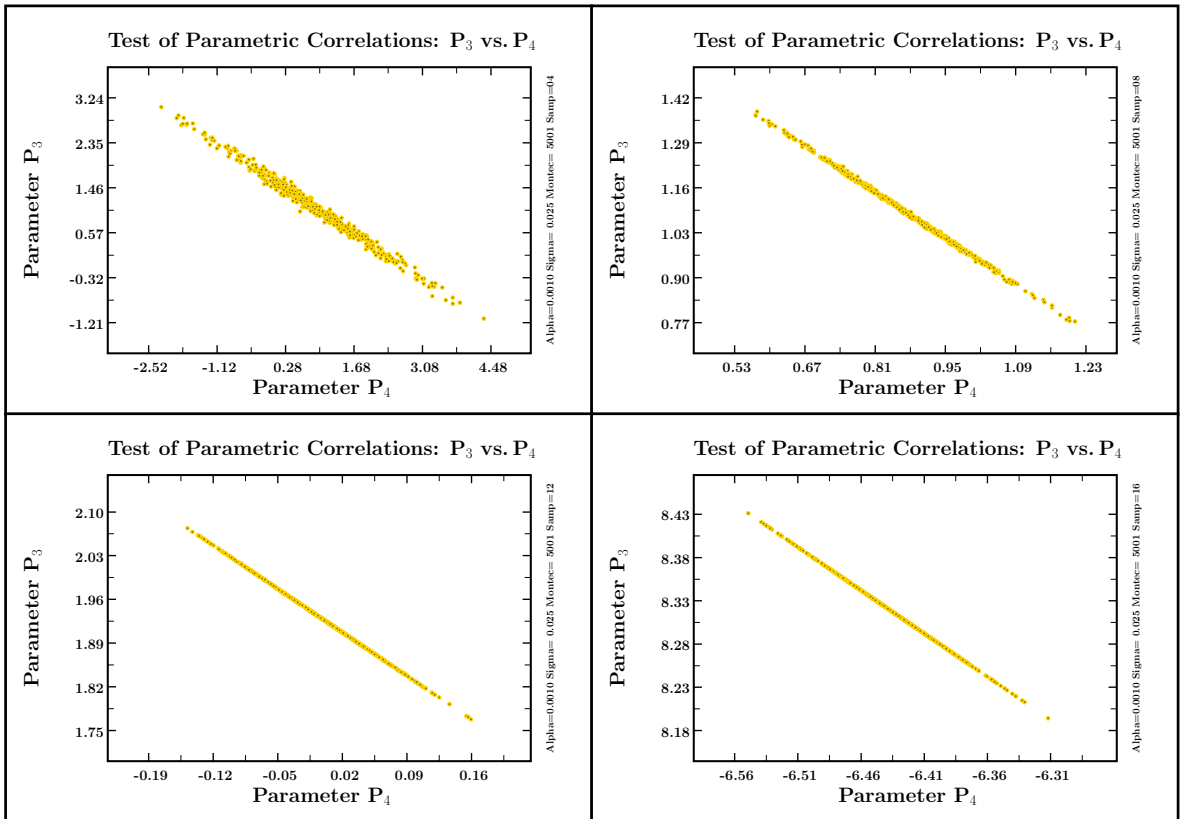 Test of Parametric Correlations: P₃ vs. P₄
Parameter P₃
3.24
2.35
1.46
0.57
-0.32
-1.21
-2.52 -1.12 0.28 1.68 3.08 4.48
Parameter P₄
Alpha=0.0010 Sigma= 0.025 Montec= 5001 Samp=04
Test of Parametric Correlations: P₃ vs. P₄
Parameter P₃
1.42
1.29
1.16
1.03
0.90
0.77
0.53 0.67 0.81 0.95 1.09 1.23
Parameter P₄
Alpha=0.0010 Sigma= 0.025 Montec= 5001 Samp=08
Test of Parametric Correlations: P₃ vs. P₄
Parameter P₃
2.10
2.03
1.96
1.89
1.82
1.75
-0.19 -0.12 -0.05 0.02 0.09 0.16
Parameter P₄
Alpha=0.0010 Sigma= 0.025 Montec= 5001 Samp=12
Test of Parametric Correlations: P₃ vs. P₄
Parameter P₃
8.43
8.38
8.33
8.28
8.23
8.18
-6.56 -6.51 -6.46 -6.41 -6.36 -6.31
Parameter P₄
Alpha=0.0010 Sigma= 0.025 Montec= 5001 Samp=16